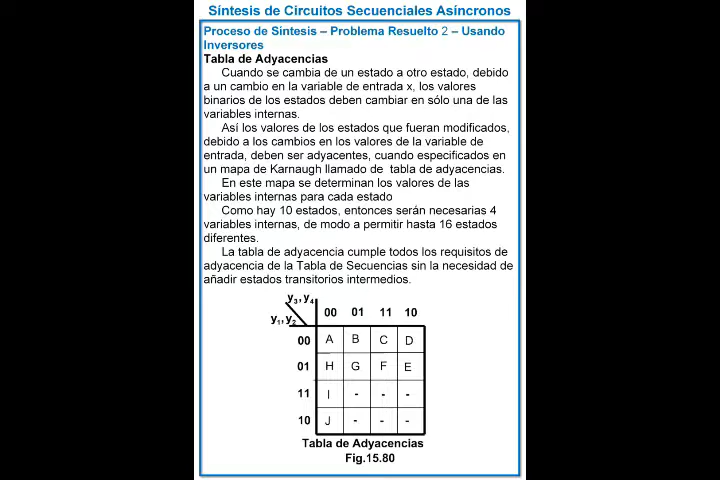 Síntesis de Circuitos Secuenciales Asíncronos
Proceso de Síntesis – Problema Resuelto 2 – Usando
Inversores
Tabla de Adyacencias
Cuando se cambia de un estado a otro estado, debido
a un cambio en la variable de entrada x, los valores
binarios de los estados deben cambiar en sólo una de las
variables internas.
Así los valores de los estados que fueran modificados,
debido a los cambios en los valores de la variable de
entrada, deben ser adyacentes, cuando especificados en
un mapa de Karnaugh llamado de tabla de adyacencias.
En este mapa se determinan los valores de las
variables internas para cada estado
Como hay 10 estados, entonces serán necesarias 4
variables internas, de modo a permitir hasta 16 estados
diferentes.
La tabla de adyacencia cumple todos los requisitos de
adyacencia de la Tabla de Secuencias sin la necesidad de
añadir estados transitorios intermedios.
y3, y4
y1, y2
00 01 11 10
00 A B C D
01 H G F E
11 I - - -
10 J - - -
Tabla de Adyacencias
Fig.15.80